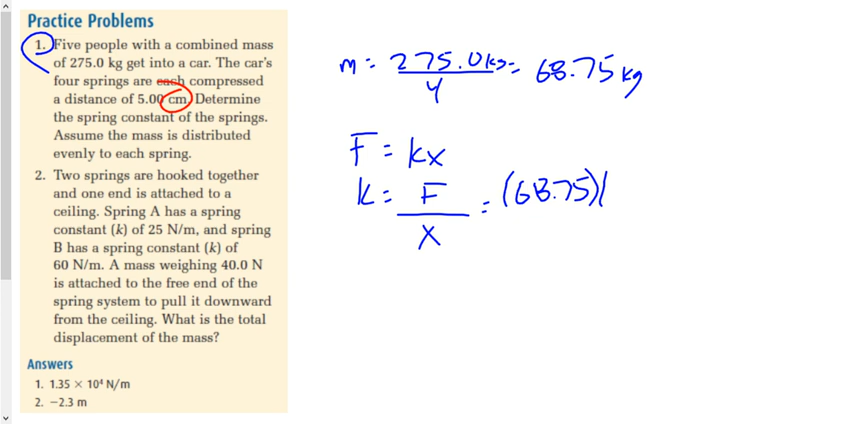 Practice Problems
1. Five people with a combined mass
of 275.0 kg get into a car. The car's
four springs are each compressed
a distance of 5.00 cm. Determine
the spring constant of the springs.
Assume the mass is distributed
evenly to each spring.
2. Two springs are hooked together
and one end is attached to a
ceiling. Spring A has a spring
constant (k) of 25 N/m, and spring
B has a spring constant (k) of
60 N/m. A mass weighing 40.0 N
is attached to the free end of the
spring system to pull it downward
from the ceiling. What is the total
displacement of the mass?
Answers
1. 1.35 × 10⁴ N/m
2. −2.3 m
m = 275.0 kg = 68.75 kg
4
F = kx
k = F = (68.75)(
x